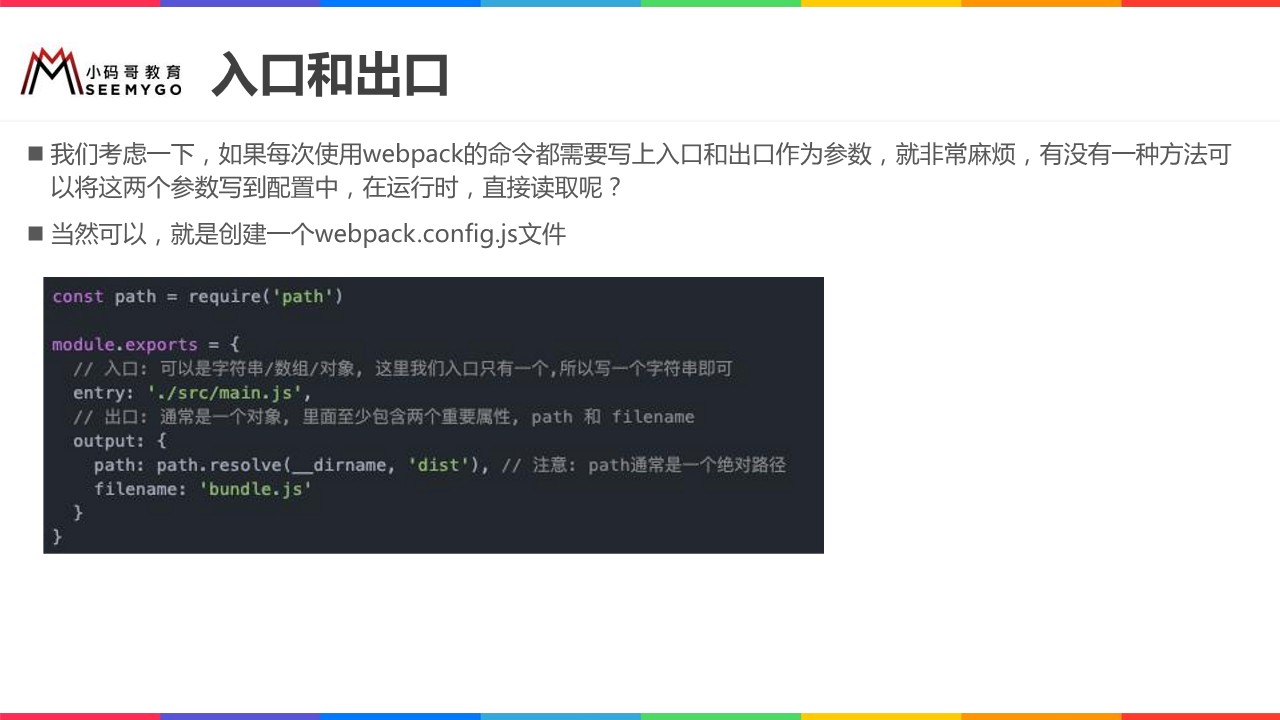 小码哥教育
SEEMYGO
入口和出口
我们考虑一下，如果每次使用webpack的命令都需要写上入口和出口作为参数，就非常麻烦，有没有一种方法可
以将这两个参数写到配置中，在运行时，直接读取呢？
当然可以，就是创建一个webpack.config.js文件
const path = require('path')
module.exports = {
  // 入口: 可以是字符串/数组/对象, 这里我们入口只有一个,所以写一个字符串即可
  entry: './src/main.js',
  // 出口: 通常是一个对象, 里面至少包含两个重要属性, path 和 filename
  output: {
    path: path.resolve(__dirname, 'dist'), // 注意: path通常是一个绝对路径
    filename: 'bundle.js'
  }
}